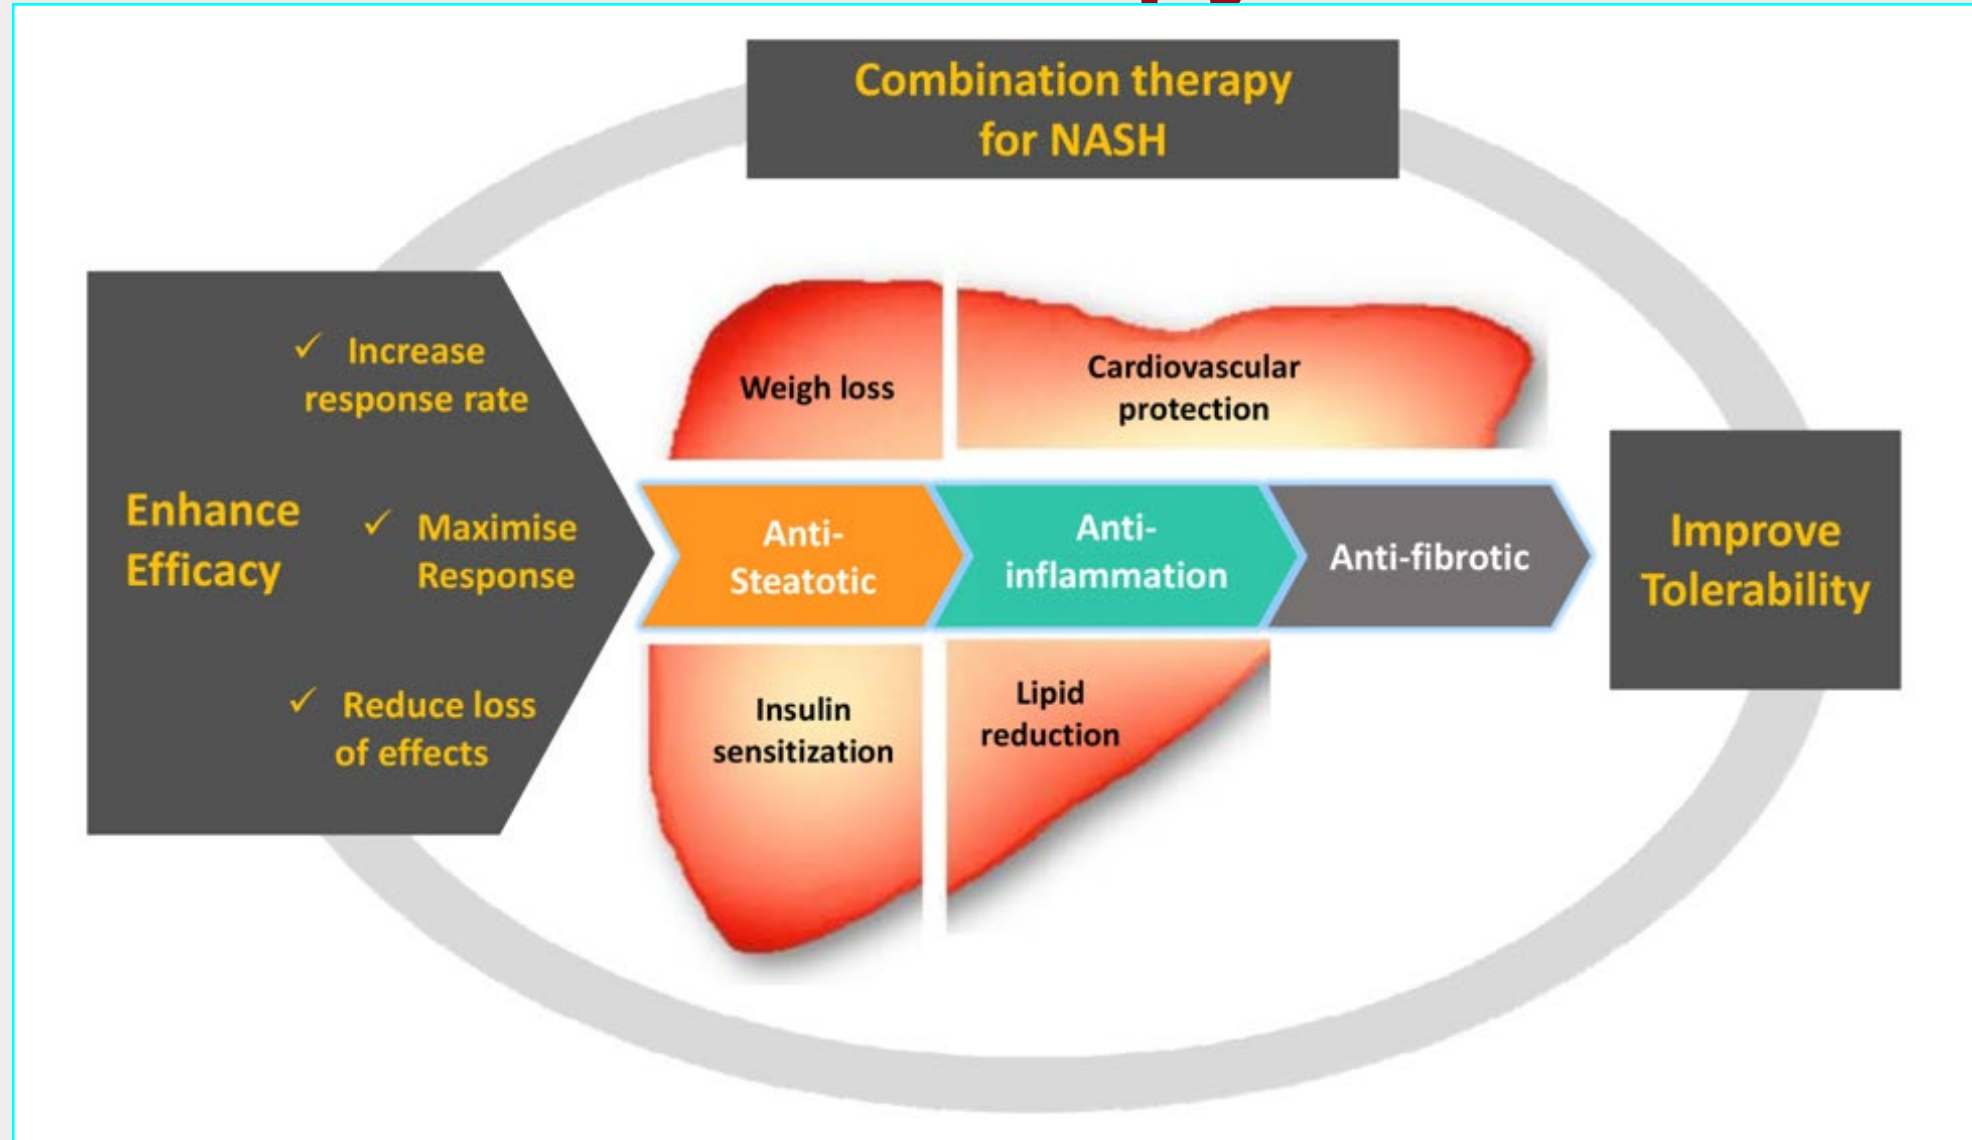 Combination therapy
for NASH
✓ Increase
response rate
Enhance
Efficacy
✓ Maximise
Response
✓ Reduce loss
of effects
Weigh loss
Cardiovascular
protection
Anti-
Steatotic
Anti-
inflammation
Anti-fibrotic
Insulin
sensitization
Lipid
reduction
Improve
Tolerability